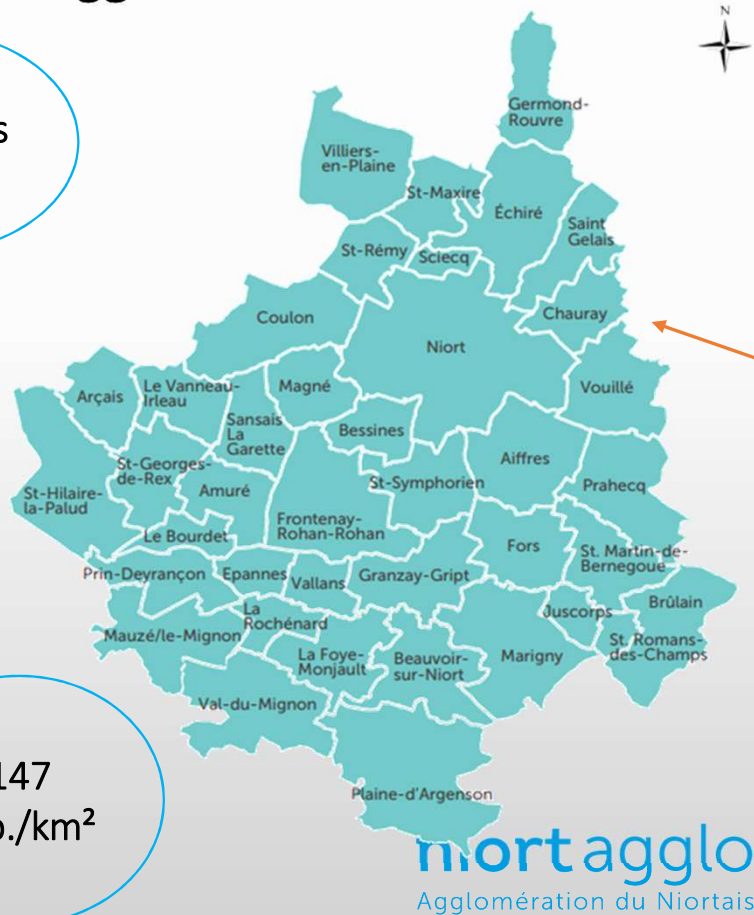 N
s
Germond-
Rouvre
Villiers-
en-Plaine
St-Maxire
Échiré
Saint
Gelais
St-Rémy
Sciecq
Chauray
Coulon
Niort
Vouillé
Arçais
Le Vanneau-
Irleau
Magné
Sansais
La
Garette
Bessines
Aiffres
St-Georges-
de-Rex
Amuré
St-Symphorien
Prahecq
St-Hilaire-
la-Palud
Frontenay-
Rohan-Rohan
Le Bourdet
Fors
St. Martin-de-
Bernegoue
Prin-Deyrançon
Epannes
Vallans
Granzay-Gript
Brûlain
La
Rochénard
Juscorps
Mauzé/le-Mignon
St. Romans-
des-Champs
La Foye-
Monjault
Beauvoir-
sur-Niort
Marigny
Val-du-Mignon
147
./km²
Plaine-d'Argenson
niort agglo
Agglomération du Niortais